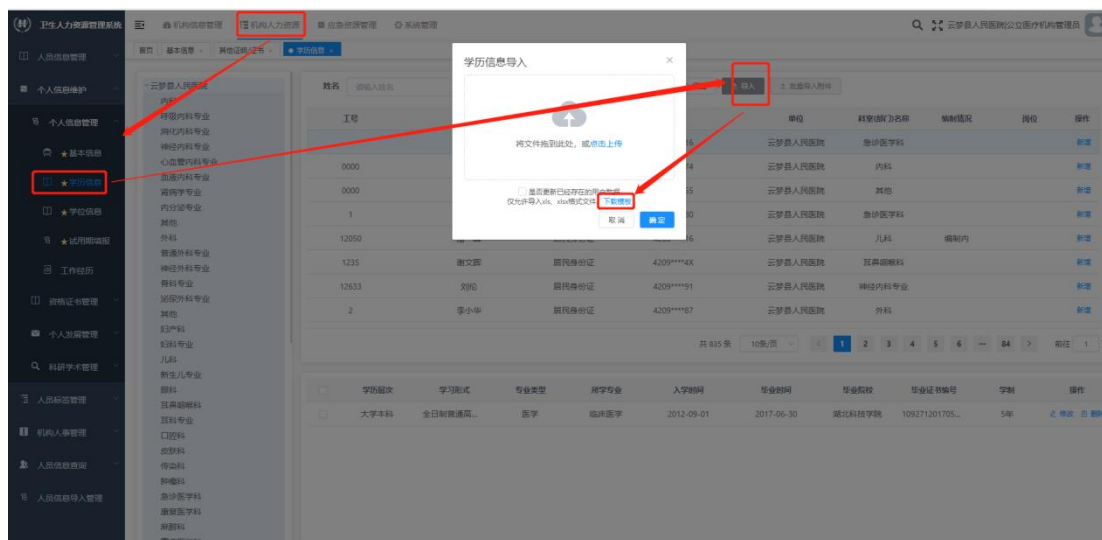 卫生人力资源管理系统
机构信息管理
机构人力资源
应急资源管理
系统管理
云梦县人民医院|公立医疗机构管理员
首页
基本信息
其他证照/证书
学历信息
人员信息管理
个人信息维护
个人信息管理
★基本信息
★学历信息
★学位信息
★试用期填报
工作经历
资格证书管理
个人发展管理
科研学术管理
人员标签管理
机构人事管理
人员信息查询
人员信息导入管理
云梦县人民医院
内科
呼吸内科专业
消化内科专业
神经内科专业
心血管内科专业
血液内科专业
肾病学专业
内分泌专业
其他
外科
普通外科专业
神经外科专业
骨科专业
泌尿外科专业
其他
妇产科
妇科专业
儿科
新生儿专业
眼科
耳鼻咽喉科
耳科专业
口腔科
皮肤科
传染科
肿瘤科
急诊医学科
康复医学科
麻醉科
姓名 请输入姓名
导入
批量导入附件
学历信息导入
将文件拖到此处，或点击上传
是否更新已经存在的用户数据
仅允许导入xls、xlsx格式文件。下载模板
取消 确定
工号 单位 科室(部门)名称 编制情况 岗位 操作
云梦县人民医院 急诊医学科 新增
0000 云梦县人民医院 内科 新增
0000 云梦县人民医院 其他 新增
1 云梦县人民医院 急诊医学科 新增
12050 云梦县人民医院 儿科 编制内 新增
1235 谢文辉 居民身份证 4209****4X 云梦县人民医院 耳鼻咽喉科 新增
12633 刘伦 居民身份证 4209****91 云梦县人民医院 神经内科专业 新增
2 李小华 居民身份证 4209****87 云梦县人民医院 外科 新增
共 835 条 10条/页 1 2 3 4 5 6 ··· 84 前往 1
学历层次 学习形式 专业类型 所学专业 入学时间 毕业时间 毕业院校 毕业证书编号 学制 操作
大学本科 全日制普通高... 医学 临床医学 2012-09-01 2017-06-30 湖北科技学院 109271201705... 5年 修改 删除